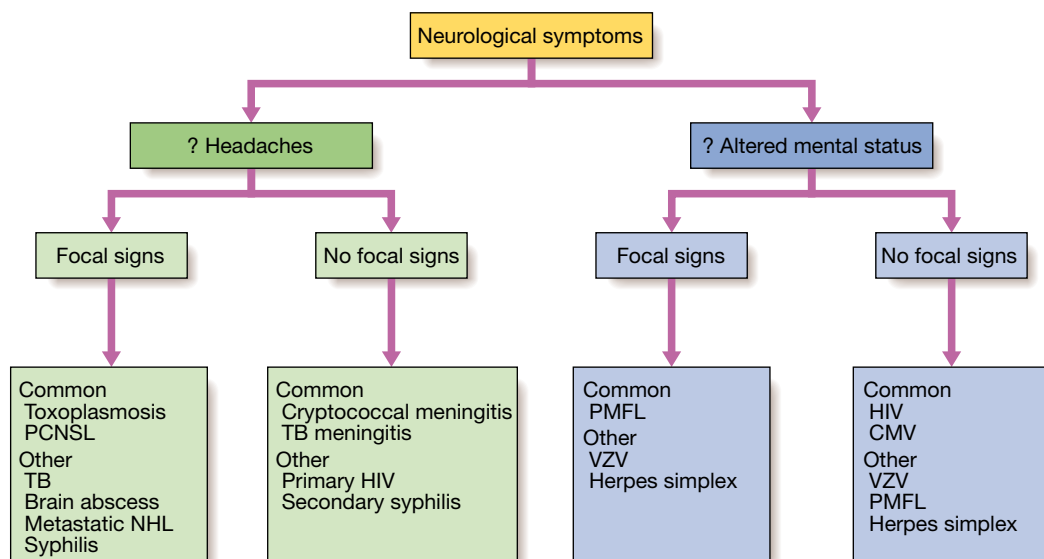 Neurological symptoms
? Headaches
? Altered mental status
Focal signs
No focal signs
Focal signs
No focal signs
Common
Toxoplasmosis
PCNSL
Other
TB
Brain abscess
Metastatic NHL
Syphilis
Common
Cryptococcal meningitis
TB meningitis
Other
Primary HIV
Secondary syphilis
Common
PMFL
Other
VZV
Herpes simplex
Common
HIV
CMV
Other
VZV
PMFL
Herpes simplex